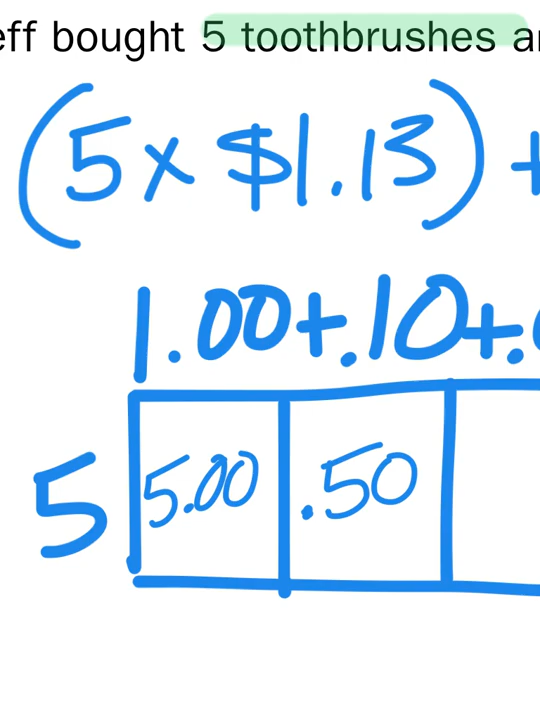 eff bought 5 toothbrushes
(5 x $1.13) +
1.00+.10+.
5 5.00 .50